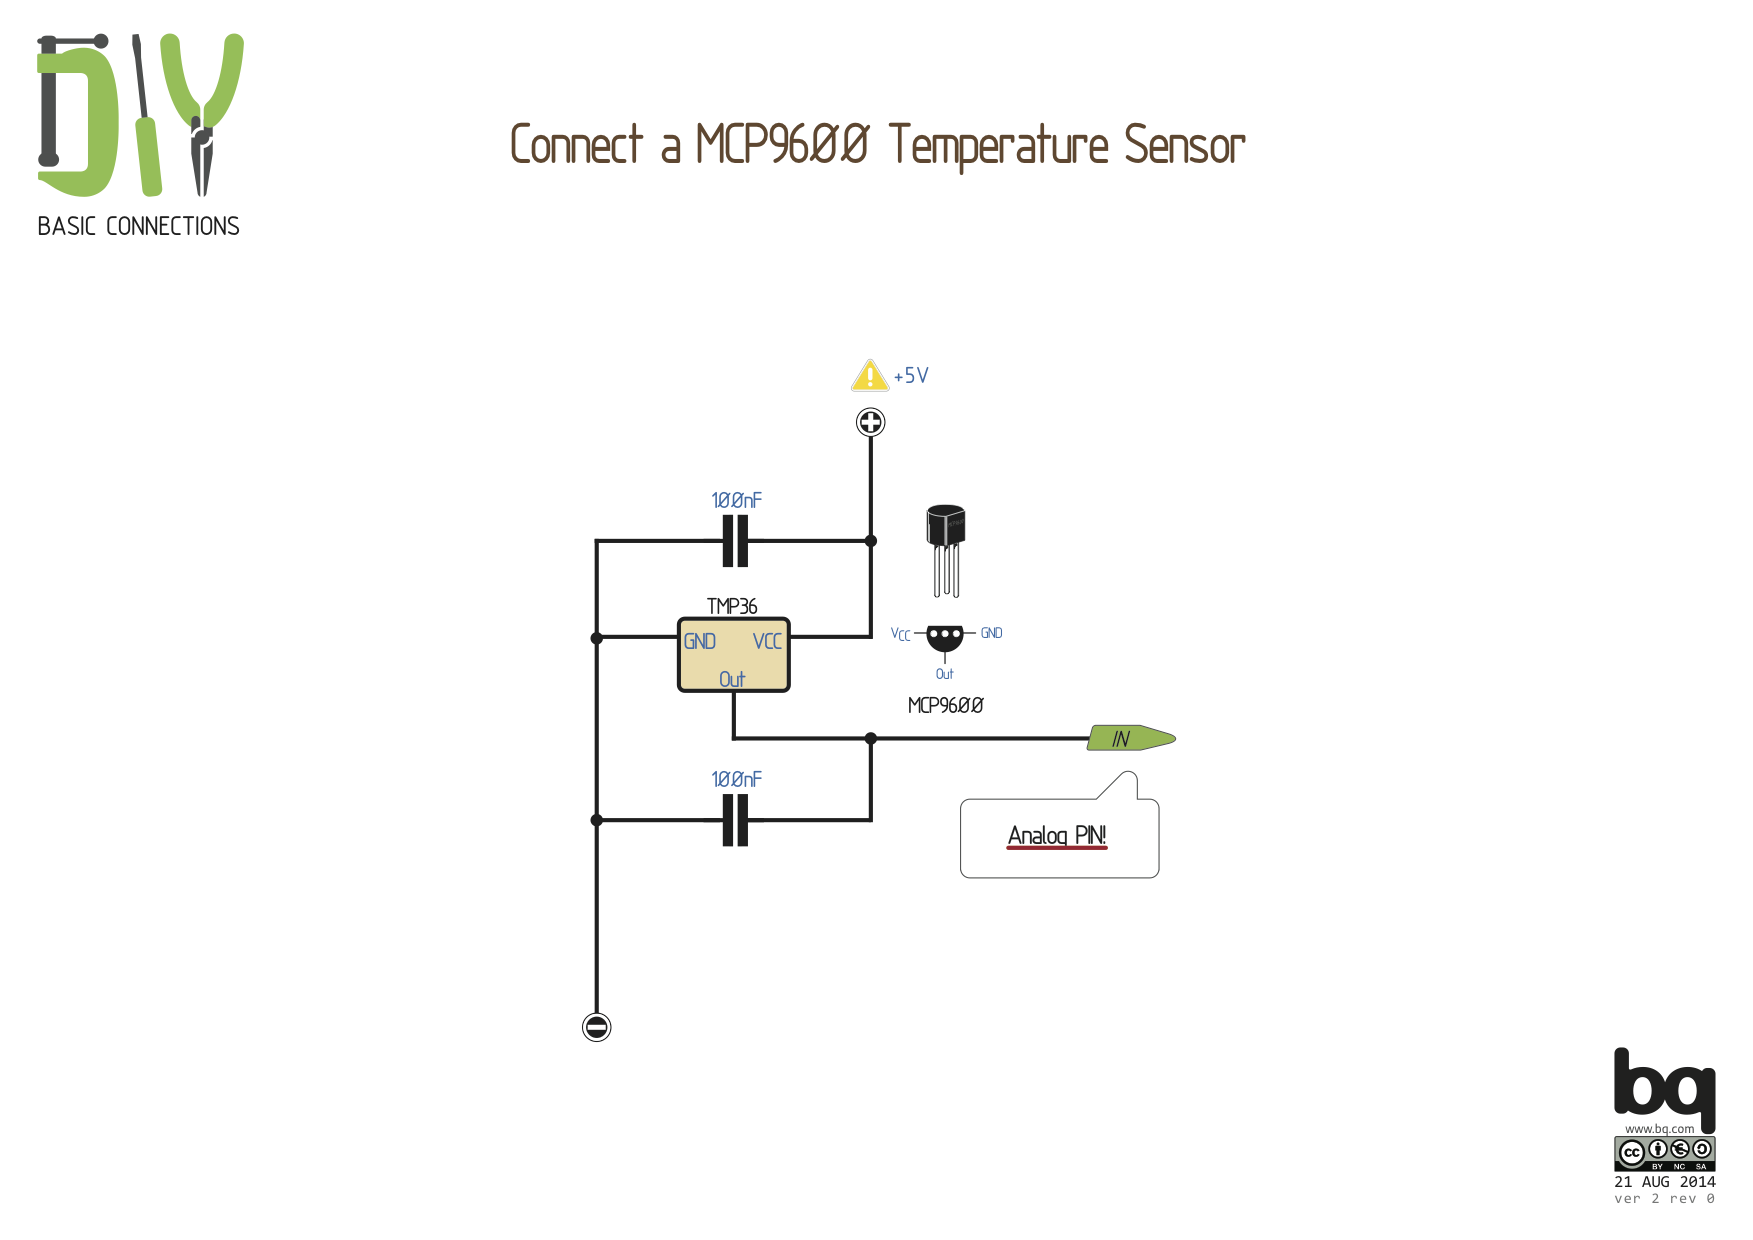 DIY
BASIC CONNECTIONS
Connect a MCP9600 Temperature Sensor
+5V
100nF
TMP36
GND VCC
Out
VCC GND
Out
MCP9600
IN
100nF
Analog PIN!
bq
www.bq.com
cc
BY NC SA
21 AUG 2014
ver 2 rev 0